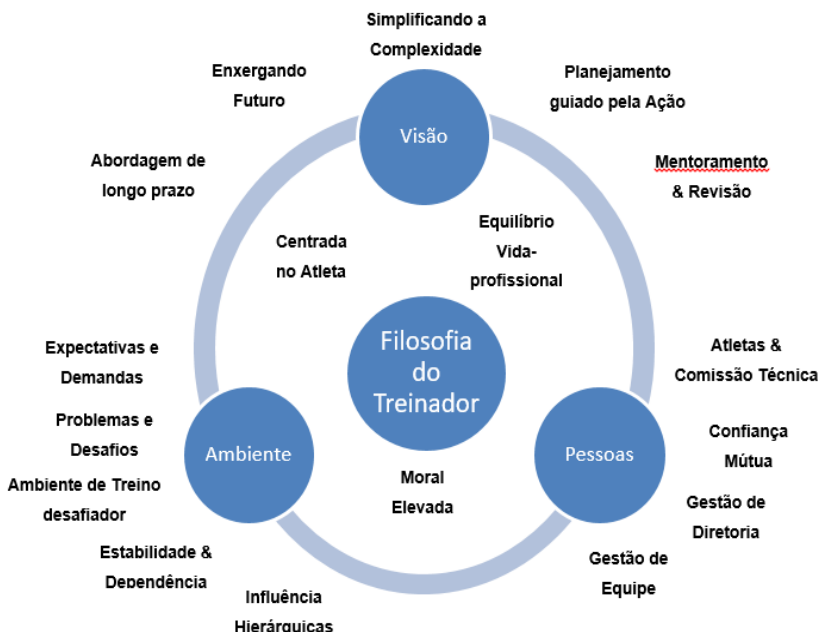 Simplificando a
Complexidade
Enxergando
Futuro
Planejamento
guiado pela Ação
Visão
Abordagem de
longo prazo
Mentoramento
& Revisão
Centrada
no Atleta
Equilíbrio
Vida-
profissional
Filosofia
do
Treinador
Expectativas e
Demandas
Atletas &
Comissão Técnica
Problemas e
Desafios
Ambiente
Pessoas
Confiança
Mútua
Ambiente de Treino
desafiador
Moral
Elevada
Gestão de
Diretoria
Estabilidade &
Dependência
Gestão de
Equipe
Influência
Hierárquicas